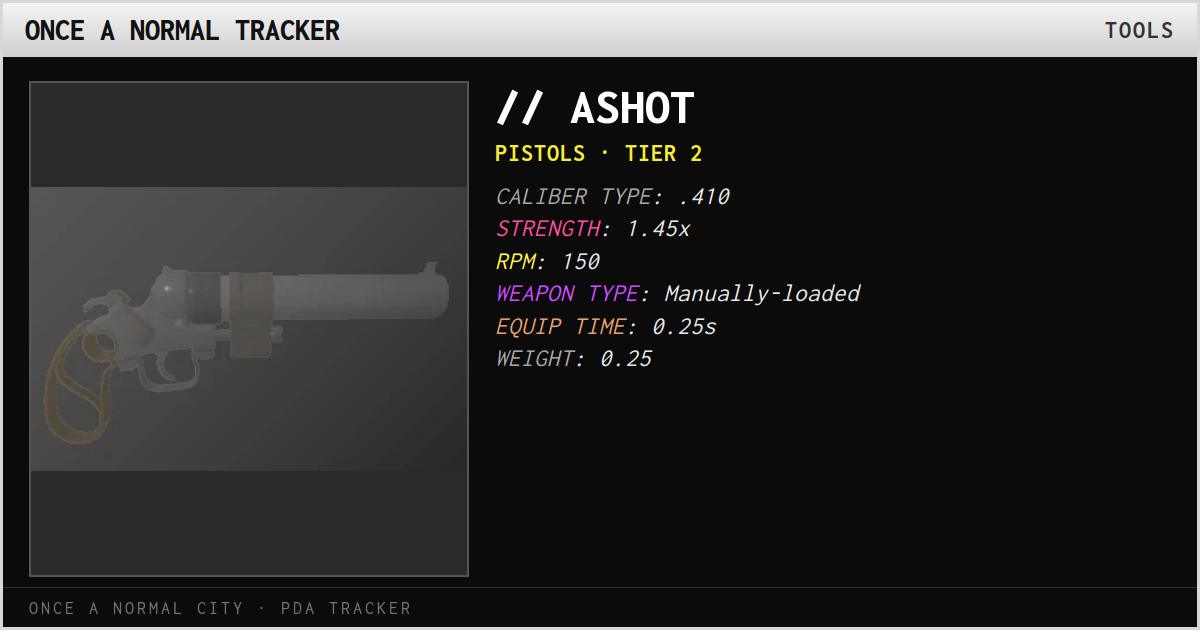 ONCE A NORMAL TRACKER
TOOLS
// ASHOT
PISTOLS · TIER 2
CALIBER TYPE: .410
STRENGTH: 1.45x
RPM: 150
WEAPON TYPE: Manually-loaded
EQUIP TIME: 0.25s
WEIGHT: 0.25
ONCE A NORMAL CITY · PDA TRACKER